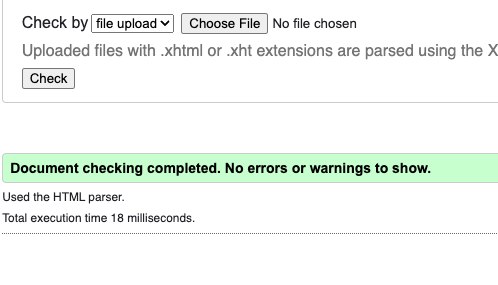 Check by file upload Choose File No file chosen
Uploaded files with .xhtml or .xht extensions are parsed using the X
Check
Document checking completed. No errors or warnings to show.
Used the HTML parser.
Total execution time 18 milliseconds.